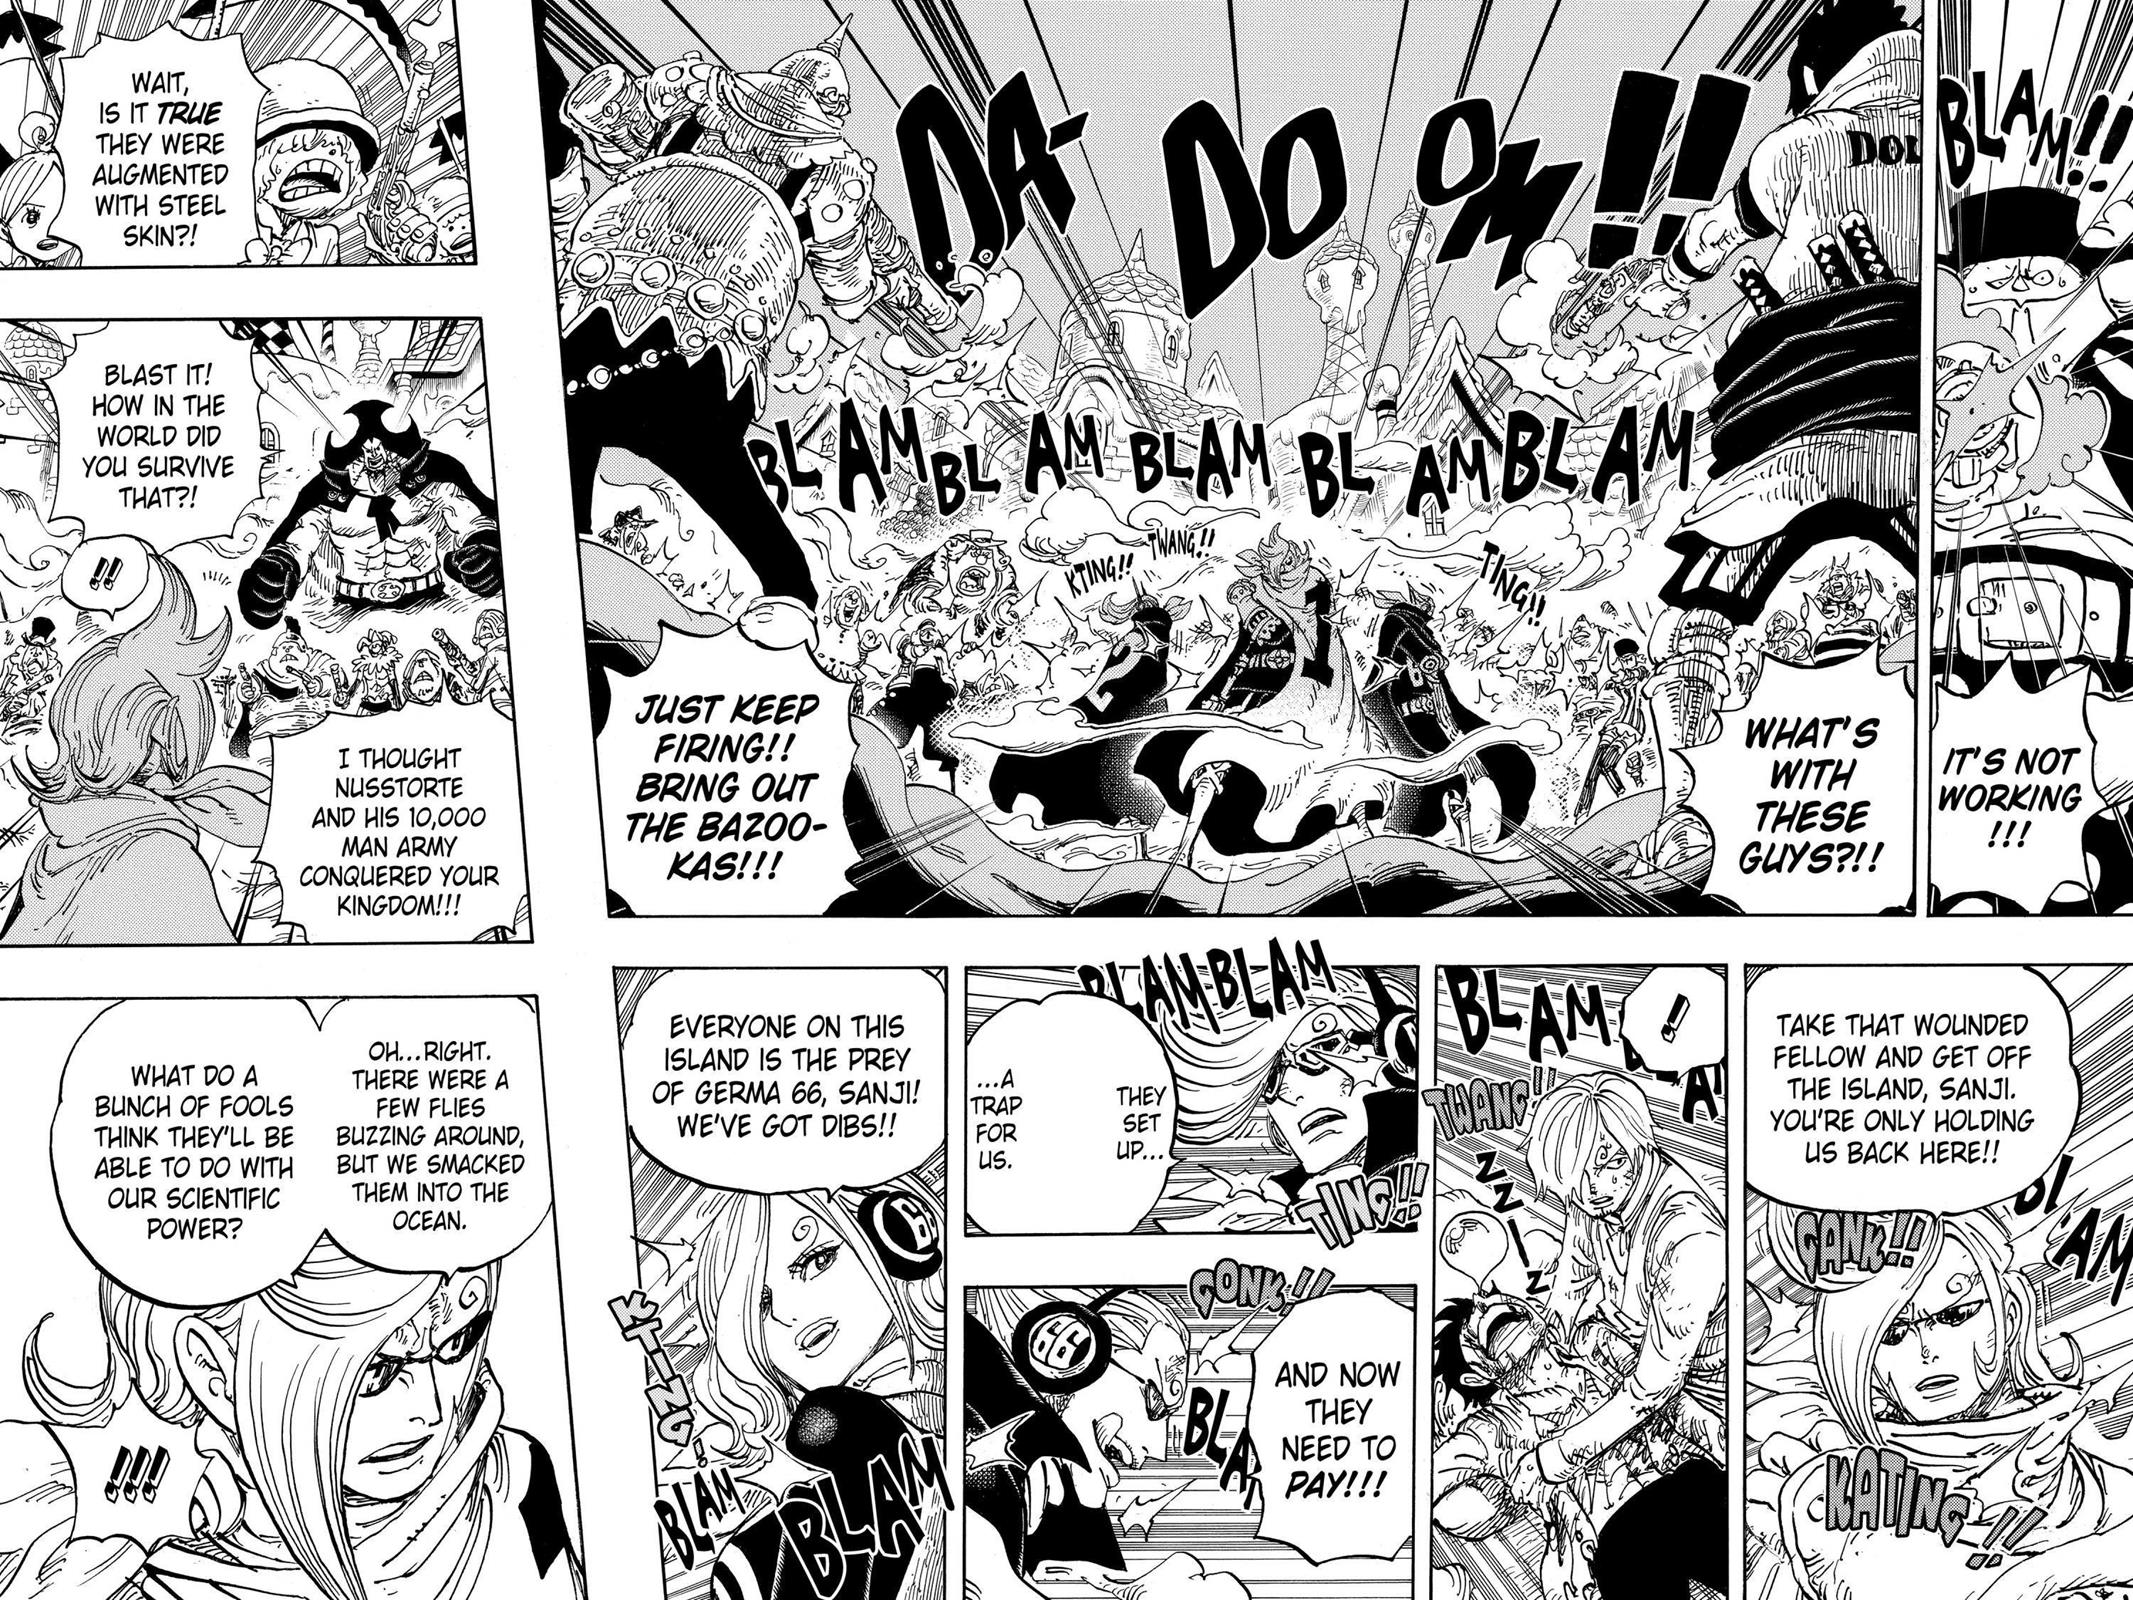 BLAM!!
IT'S NOT
WORKING
!!!
DA-
DO
OM!!
BLAM
BLAM
BLAM
BLAM
BLAM
KTING!!
TWANG!!
TING!!
1
WHAT'S
WITH
THESE
GUYS?!!
JUST KEEP
FIRING!!
BRING OUT
THE BAZOO-
KAS!!!
WAIT,
IS IT TRUE
THEY WERE
AUGMENTED
WITH STEEL
SKIN?!
BLAST IT!
HOW IN THE
WORLD DID
YOU SURVIVE
THAT?!
!!
I THOUGHT
NUSSTORTE
AND HIS 10,000
MAN ARMY
CONQUERED YOUR
KINGDOM!!!
TAKE THAT WOUNDED
FELLOW AND GET OFF
THE ISLAND, SANJI.
YOU'RE ONLY HOLDING
US BACK HERE!!
GANK!!
BLAM
KATING!!
BLAM
!
TWANG!!
ZZZZ
BLAM BLAM
THEY
SET
UP...
...A
TRAP
FOR
US.
TING!!
GONK!!
66
AND NOW
THEY
NEED TO
PAY!!!
EVERYONE ON THIS
ISLAND IS THE PREY
OF GERMA 66, SANJI!
WE'VE GOT DIBS!!
KTING!
BLAM
BLAM
OH...RIGHT.
THERE WERE A
FEW FLIES
BUZZING AROUND,
BUT WE SMACKED
THEM INTO THE
OCEAN.
WHAT DO A
BUNCH OF FOOLS
THINK THEY'LL BE
ABLE TO DO WITH
OUR SCIENTIFIC
POWER?
!!!